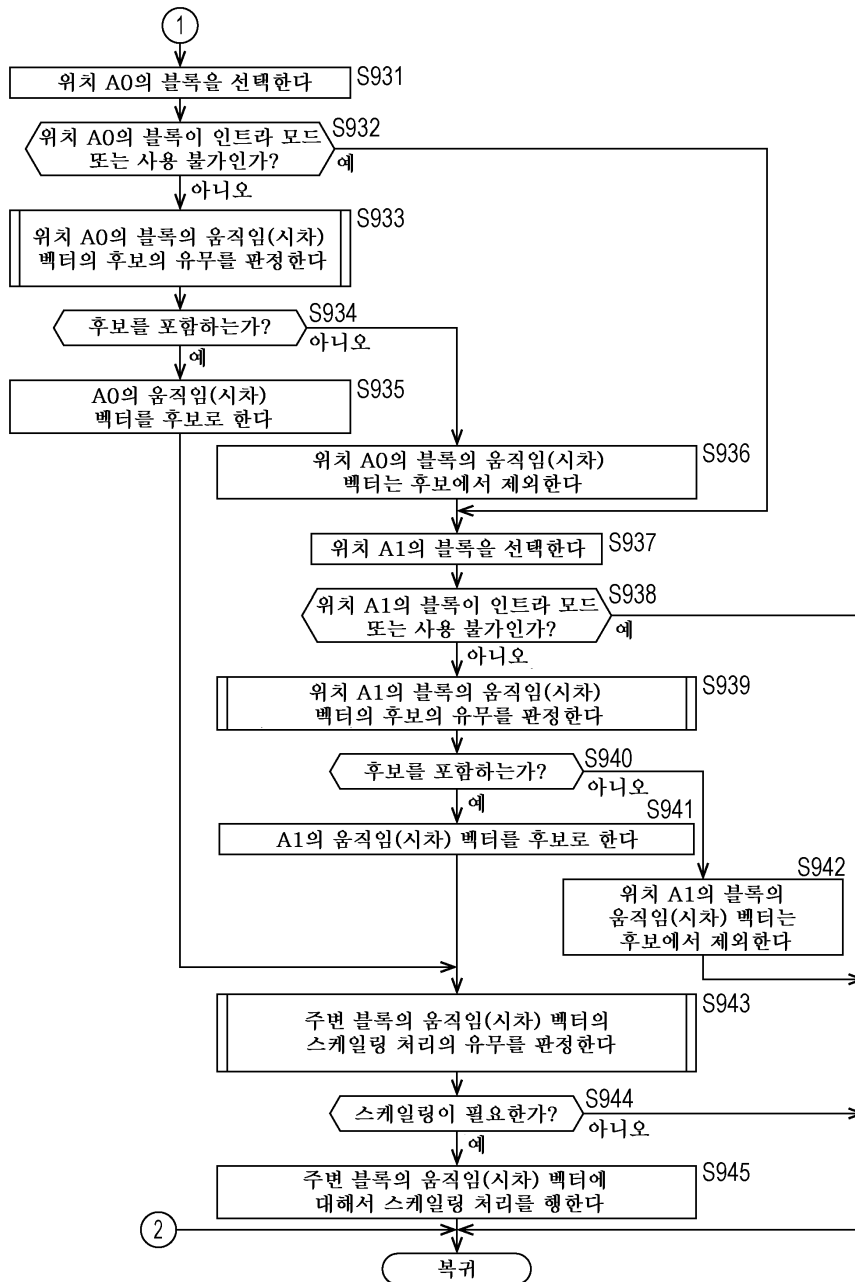 1
위치 A0의 블록을 선택한다
S931
위치 A0의 블록이 인트라 모드
또는 사용 불가인가?
S932
예
아니오
위치 A0의 블록의 움직임(시차)
벡터의 후보의 유무를 판정한다
S933
후보를 포함하는가?
S934
아니오
예
A0의 움직임(시차)
벡터를 후보로 한다
S935
위치 A0의 블록의 움직임(시차)
벡터는 후보에서 제외한다
S936
위치 A1의 블록을 선택한다
S937
위치 A1의 블록이 인트라 모드
또는 사용 불가인가?
S938
예
아니오
위치 A1의 블록의 움직임(시차)
벡터의 후보의 유무를 판정한다
S939
후보를 포함하는가?
S940
아니오
예
S941
A1의 움직임(시차) 벡터를 후보로 한다
S942
위치 A1의 블록의
움직임(시차) 벡터는
후보에서 제외한다
주변 블록의 움직임(시차) 벡터의
스케일링 처리의 유무를 판정한다
S943
스케일링이 필요한가?
S944
아니오
예
주변 블록의 움직임(시차) 벡터에
대해서 스케일링 처리를 행한다
S945
2
복귀